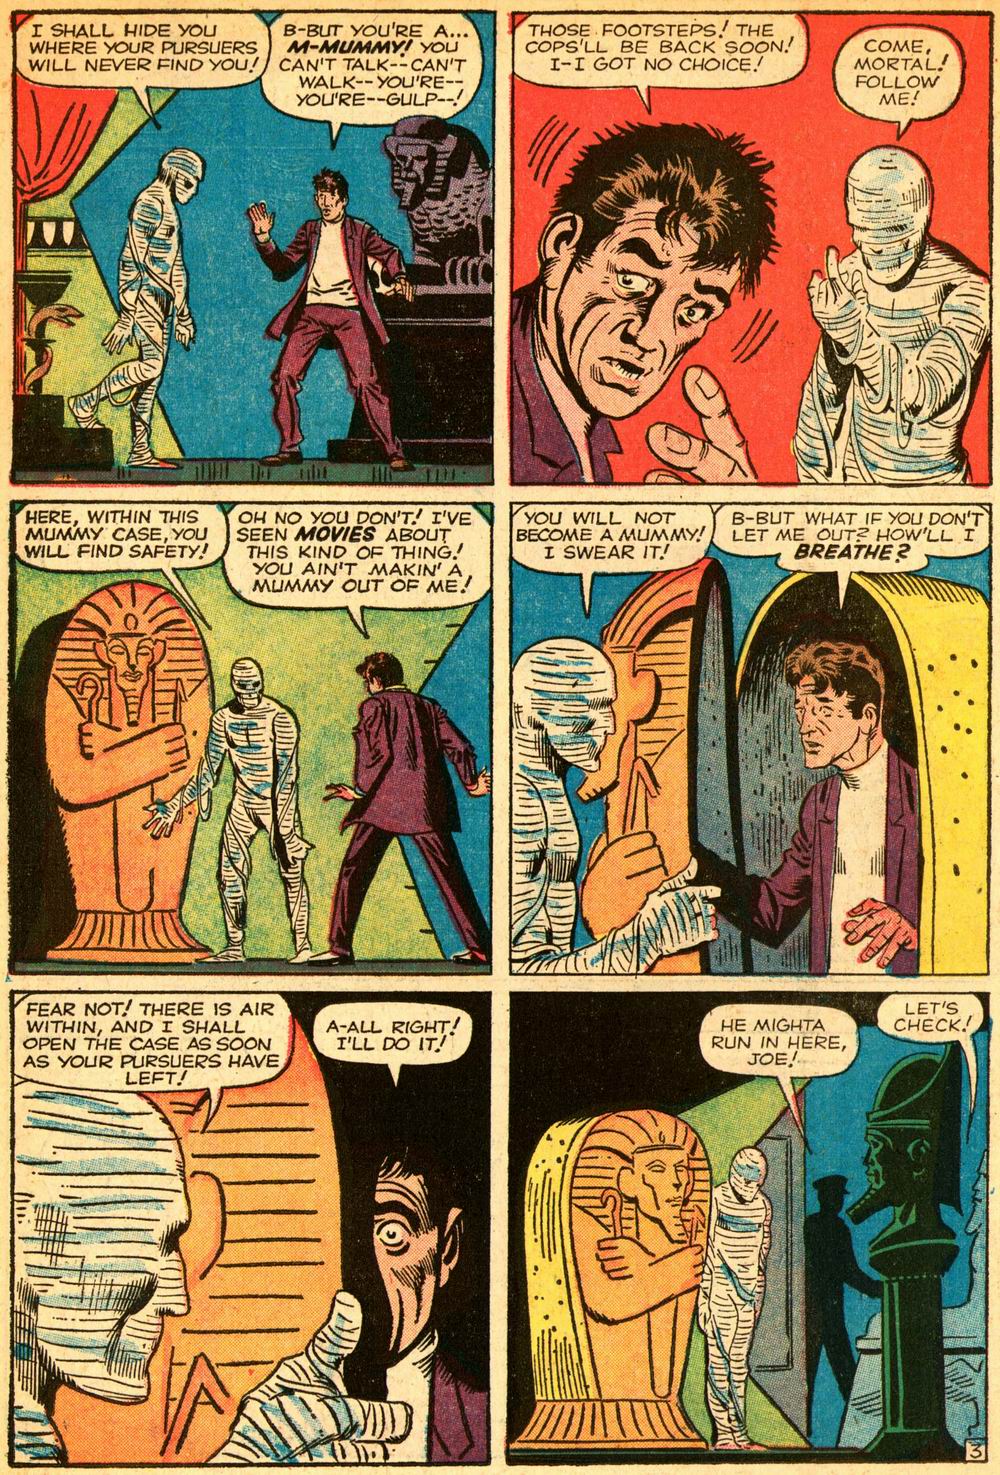 I SHALL HIDE YOU
WHERE YOUR PURSUERS
WILL NEVER FIND YOU!
B-BUT YOU'RE A...
M-MUMMY! YOU
CAN'T TALK--CAN'T
WALK--YOU'RE--
YOU'RE--GULP--!
THOSE FOOTSTEPS! THE
COPS'LL BE BACK SOON!
I-I GOT NO CHOICE!
COME,
MORTAL!
FOLLOW
ME!
HERE, WITHIN THIS
MUMMY CASE, YOU
WILL FIND SAFETY!
OH NO YOU DON'T! I'VE
SEEN MOVIES ABOUT
THIS KIND OF THING!
YOU AIN'T MAKIN' A
MUMMY OUT OF ME!
YOU WILL NOT
BECOME A MUMMY!
I SWEAR IT!
B-BUT WHAT IF YOU DON'T
LET ME OUT? HOW'LL I
BREATHE?
FEAR NOT! THERE IS AIR
WITHIN, AND I SHALL
OPEN THE CASE AS SOON
AS YOUR PURSUERS HAVE
LEFT!
A-ALL RIGHT!
I'LL DO IT!
HE MIGHTA
RUN IN HERE,
JOE!
LET'S
CHECK!
3